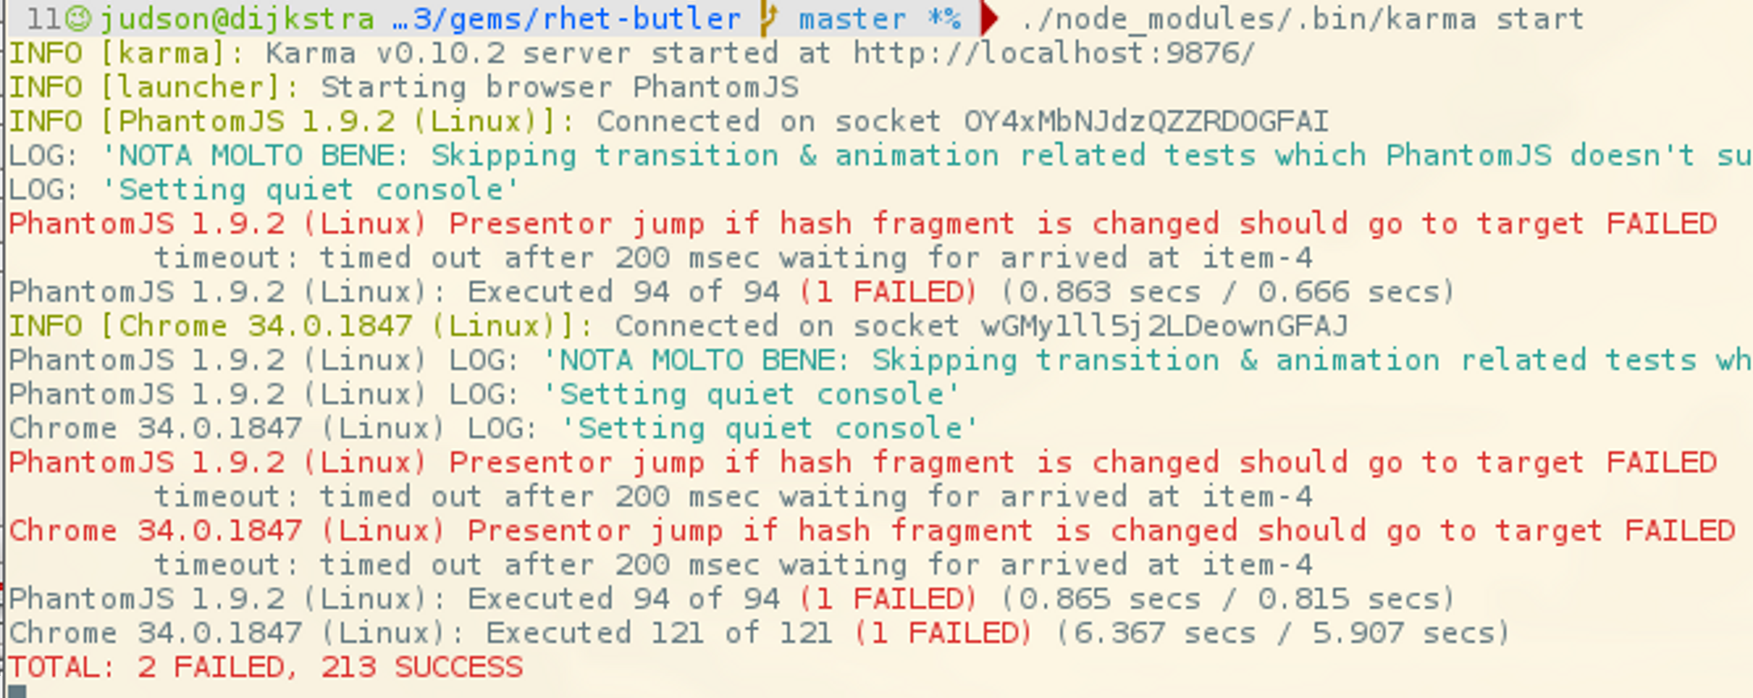 11☺judson@dijkstra …3/gems/rhet-butler master *% ./node_modules/.bin/karma start
INFO [karma]: Karma v0.10.2 server started at http://localhost:9876/
INFO [launcher]: Starting browser PhantomJS
INFO [PhantomJS 1.9.2 (Linux)]: Connected on socket OY4xMbNJdzQZZRDOGFAI
LOG: 'NOTA MOLTO BENE: Skipping transition & animation related tests which PhantomJS doesn't su
LOG: 'Setting quiet console'
PhantomJS 1.9.2 (Linux) Presentor jump if hash fragment is changed should go to target FAILED
timeout: timed out after 200 msec waiting for arrived at item-4
PhantomJS 1.9.2 (Linux): Executed 94 of 94 (1 FAILED) (0.863 secs / 0.666 secs)
INFO [Chrome 34.0.1847 (Linux)]: Connected on socket wGMy1ll5j2LDeownGFAJ
PhantomJS 1.9.2 (Linux) LOG: 'NOTA MOLTO BENE: Skipping transition & animation related tests wh
PhantomJS 1.9.2 (Linux) LOG: 'Setting quiet console'
Chrome 34.0.1847 (Linux) LOG: 'Setting quiet console'
PhantomJS 1.9.2 (Linux) Presentor jump if hash fragment is changed should go to target FAILED
timeout: timed out after 200 msec waiting for arrived at item-4
Chrome 34.0.1847 (Linux) Presentor jump if hash fragment is changed should go to target FAILED
timeout: timed out after 200 msec waiting for arrived at item-4
PhantomJS 1.9.2 (Linux): Executed 94 of 94 (1 FAILED) (0.865 secs / 0.815 secs)
Chrome 34.0.1847 (Linux): Executed 121 of 121 (1 FAILED) (6.367 secs / 5.907 secs)
TOTAL: 2 FAILED, 213 SUCCESS